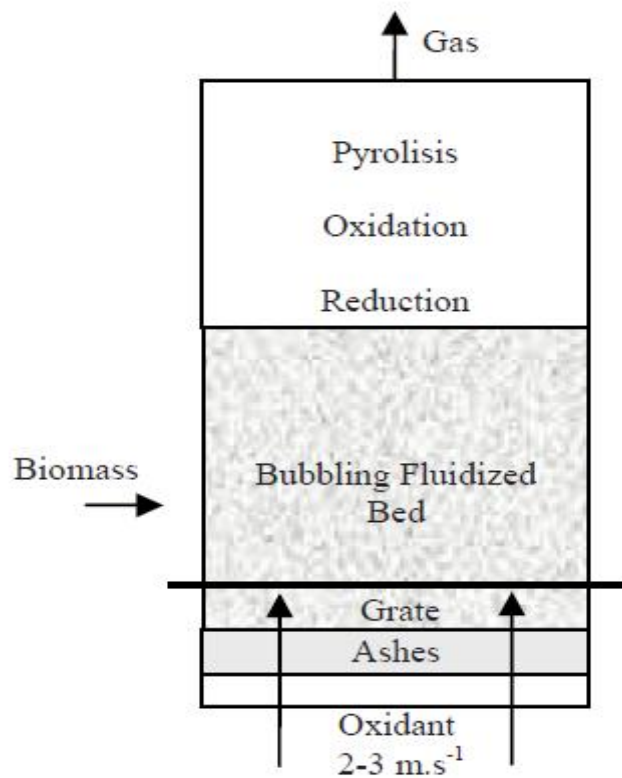 Gas
Pyrolisis
Oxidation
Reduction
Biomass
Bubbling Fluidized
Bed
Grate
Ashes
Oxidant
2-3 m.s⁻¹